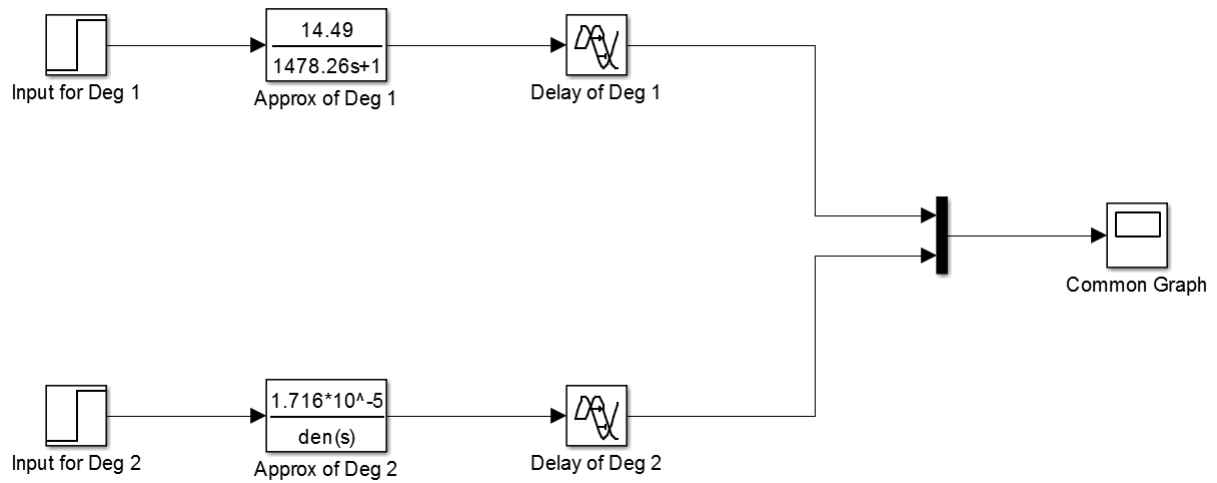 14.49
1478.26s+1
Input for Deg 1
Approx of Deg 1
Delay of Deg 1
Common Graph
1.716*10^-5
den(s)
Input for Deg 2
Approx of Deg 2
Delay of Deg 2